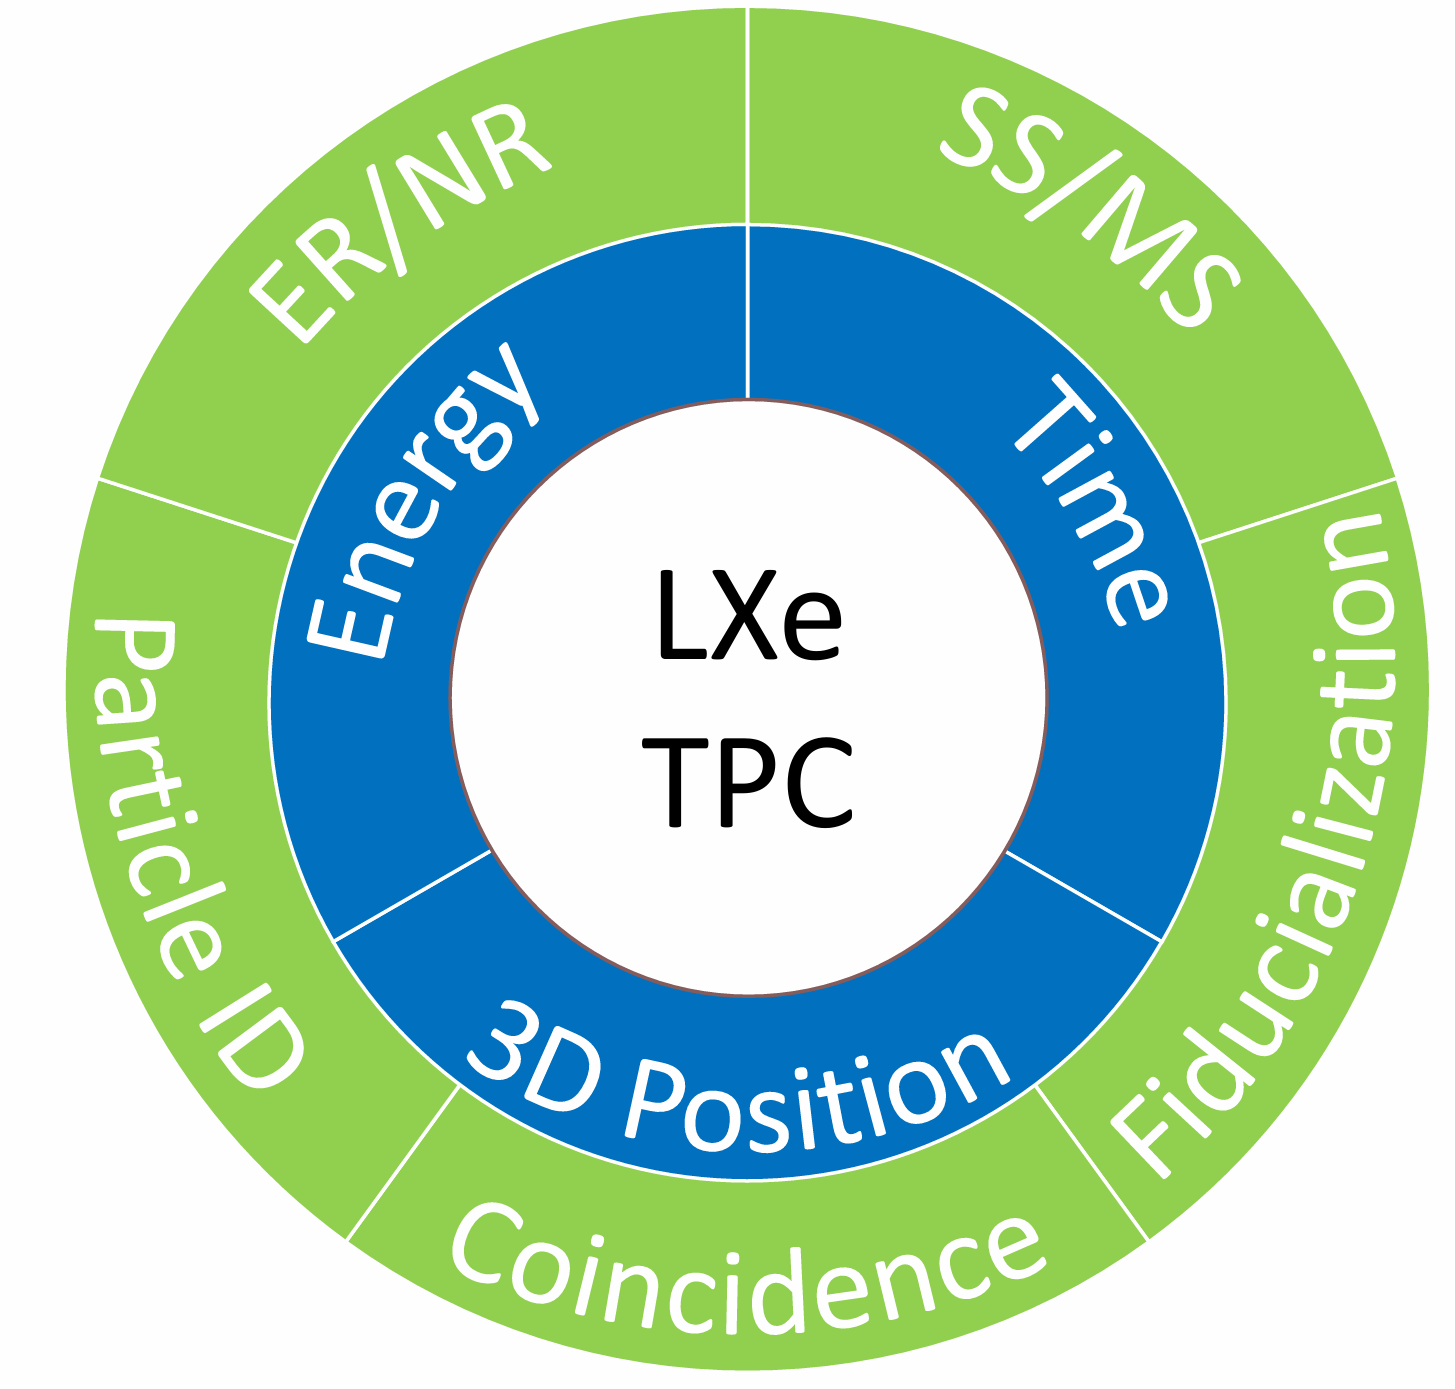 ER/NR
SS/MS
Energy
Time
LXe
TPC
Particle ID
Fiducialization
3D Position
Coincidence